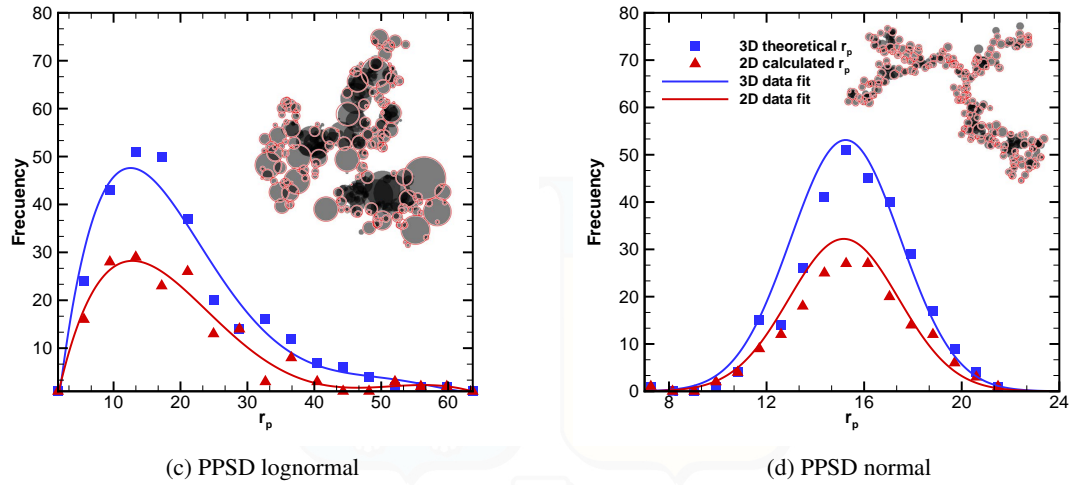 80
70
60
50
40
30
20
10
Frecuency
10 20 30 40 50 60
r_p
(c) PPSD lognormal
80
70
60
50
40
30
20
10
0
Frecuency
3D theoretical r_p
2D calculated r_p
3D data fit
2D data fit
8 12 16 20 24
r_p
(d) PPSD normal